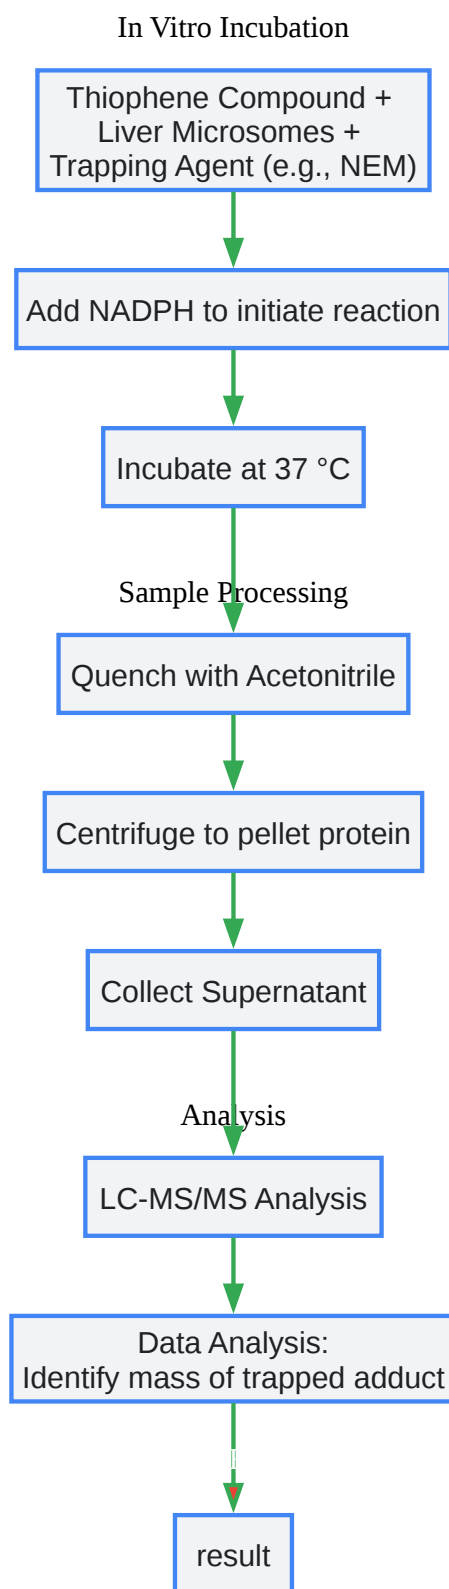 In Vitro Incubation
Thiophene Compound +
Liver Microsomes +
Trapping Agent (e.g., NEM)
Add NADPH to initiate reaction
Incubate at 37 °C
Sample Processing
Quench with Acetonitrile
Centrifuge to pellet protein
Collect Supernatant
Analysis
LC-MS/MS Analysis
Data Analysis:
Identify mass of trapped adduct
result